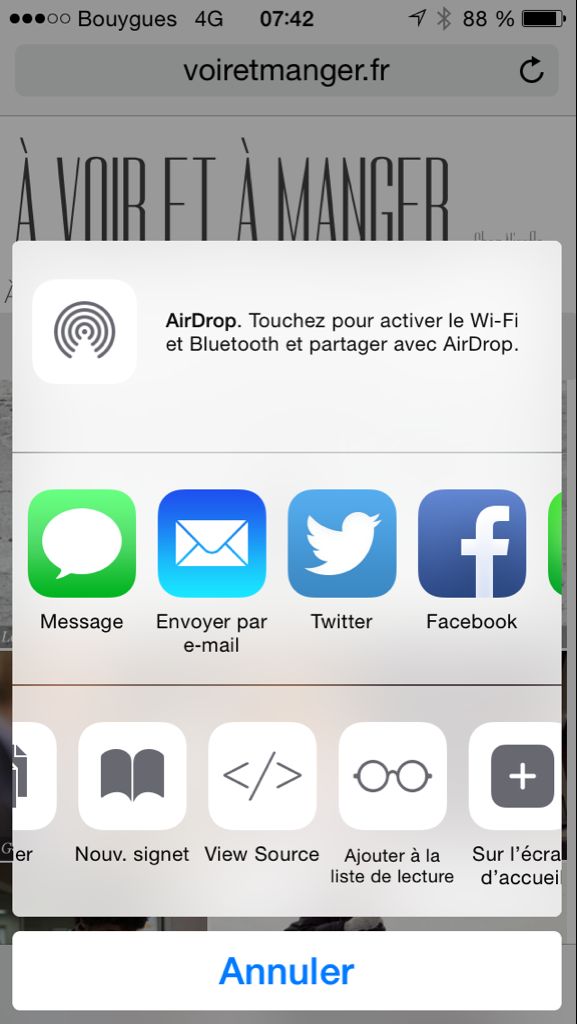 Bouygues 4G 07:42 88 %
voiretmanger.fr
À VOIR ET À MANGER
AirDrop. Touchez pour activer le Wi-Fi
et Bluetooth et partager avec AirDrop.
Message
Envoyer par
e-mail
Twitter
Facebook
er
Nouv. signet
View Source
Ajouter à la
liste de lecture
Sur l’écra
d’accueil
Annuler